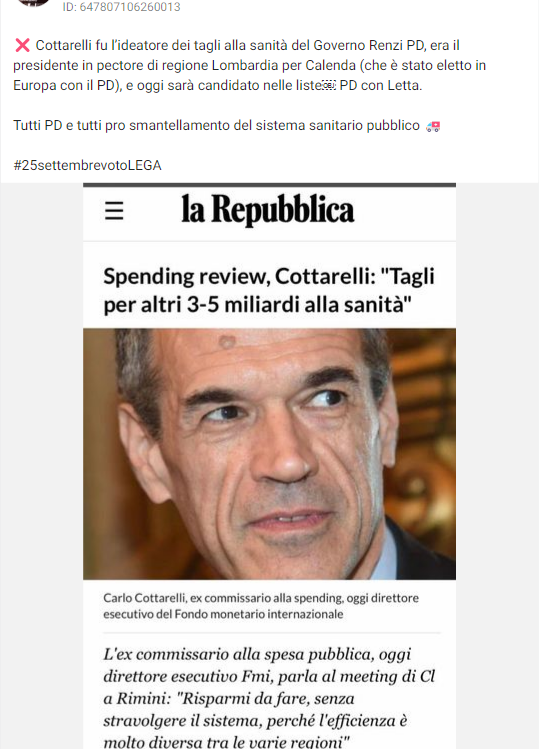 ID: 647807106260013
❌ Cottarelli fu l'ideatore dei tagli alla sanità del Governo Renzi PD, era il
presidente in pectore di regione Lombardia per Calenda (che è stato eletto in
Europa con il PD), e oggi sarà candidato nelle liste￼ PD con Letta.
Tutti PD e tutti pro smantellamento del sistema sanitario pubblico 🚑
#25settembrevotoLEGA
la Repubblica
Spending review, Cottarelli: "Tagli
per altri 3-5 miliardi alla sanità"
Carlo Cottarelli, ex commissario alla spending, oggi direttore
esecutivo del Fondo monetario internazionale
L'ex commissario alla spesa pubblica, oggi
direttore esecutivo Fmi, parla al meeting di Cl
a Rimini: "Risparmi da fare, senza
stravolgere il sistema, perché l'efficienza è
molto diversa tra le varie regioni"